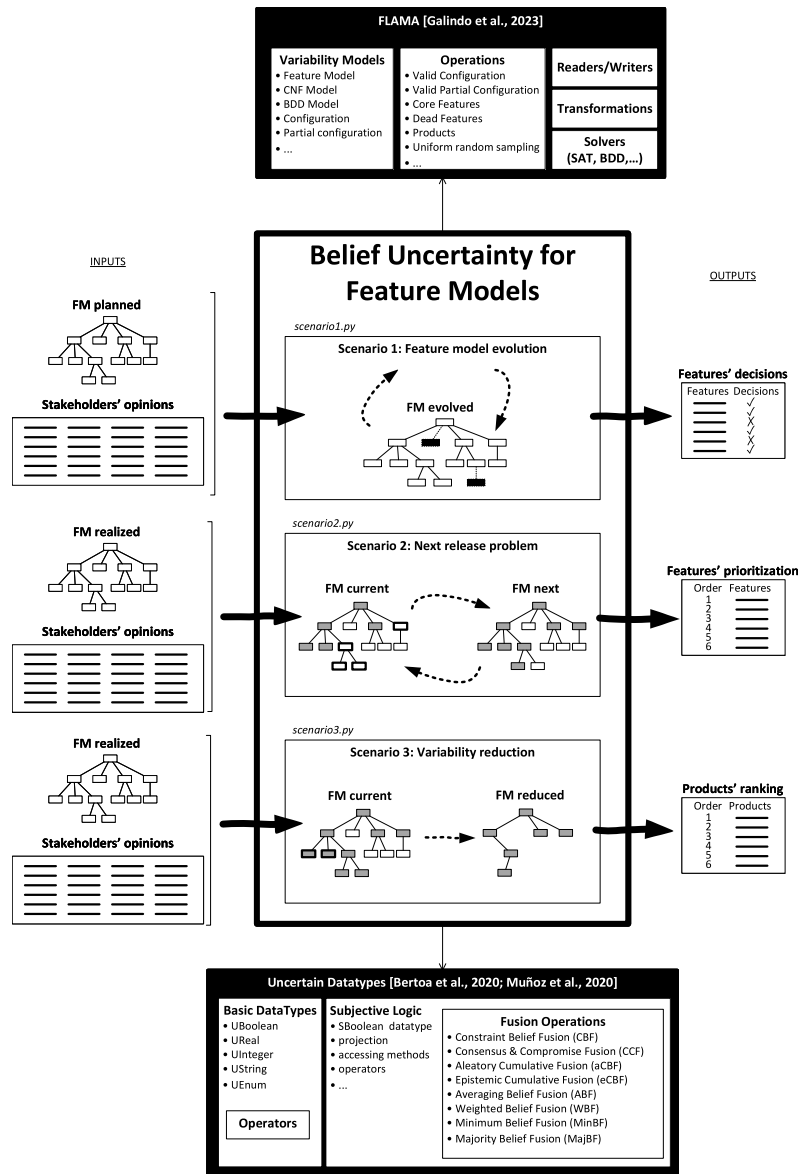 FLAMA [Galindo et al., 2023]
Variability Models
• Feature Model
• CNF Model
• BDD Model
• Configuration
• Partial configuration
• ...
Operations
• Valid Configuration
• Valid Partial Configuration
• Core Features
• Dead Features
• Products
• Uniform random sampling
• ...
Readers/Writers
Transformations
Solvers
(SAT, BDD,...)
INPUTS
FM planned
Stakeholders' opinions
FM realized
Stakeholders' opinions
FM realized
Stakeholders' opinions
Belief Uncertainty for
Feature Models
scenario1.py
Scenario 1: Feature model evolution
FM evolved
scenario2.py
Scenario 2: Next release problem
FM current
FM next
scenario3.py
Scenario 3: Variability reduction
FM current
FM reduced
OUTPUTS
Features' decisions
Features Decisions
✓
✓
X
✓
X
✓
Features' prioritization
Order Features
1
2
3
4
5
6
Products' ranking
Order Products
1
2
3
4
5
6
Uncertain Datatypes [Bertoa et al., 2020; Muñoz et al., 2020]
Basic DataTypes
• UBoolean
• UReal
• UInteger
• UString
• UEnum
Operators
Subjective Logic
• SBoolean datatype
• projection
• accessing methods
• operators
• ...
Fusion Operations
• Constraint Belief Fusion (CBF)
• Consensus & Compromise Fusion (CCF)
• Aleatory Cumulative Fusion (aCBF)
• Epistemic Cumulative Fusion (eCBF)
• Averaging Belief Fusion (ABF)
• Weighted Belief Fusion (WBF)
• Minimum Belief Fusion (MinBF)
• Majority Belief Fusion (MajBF)